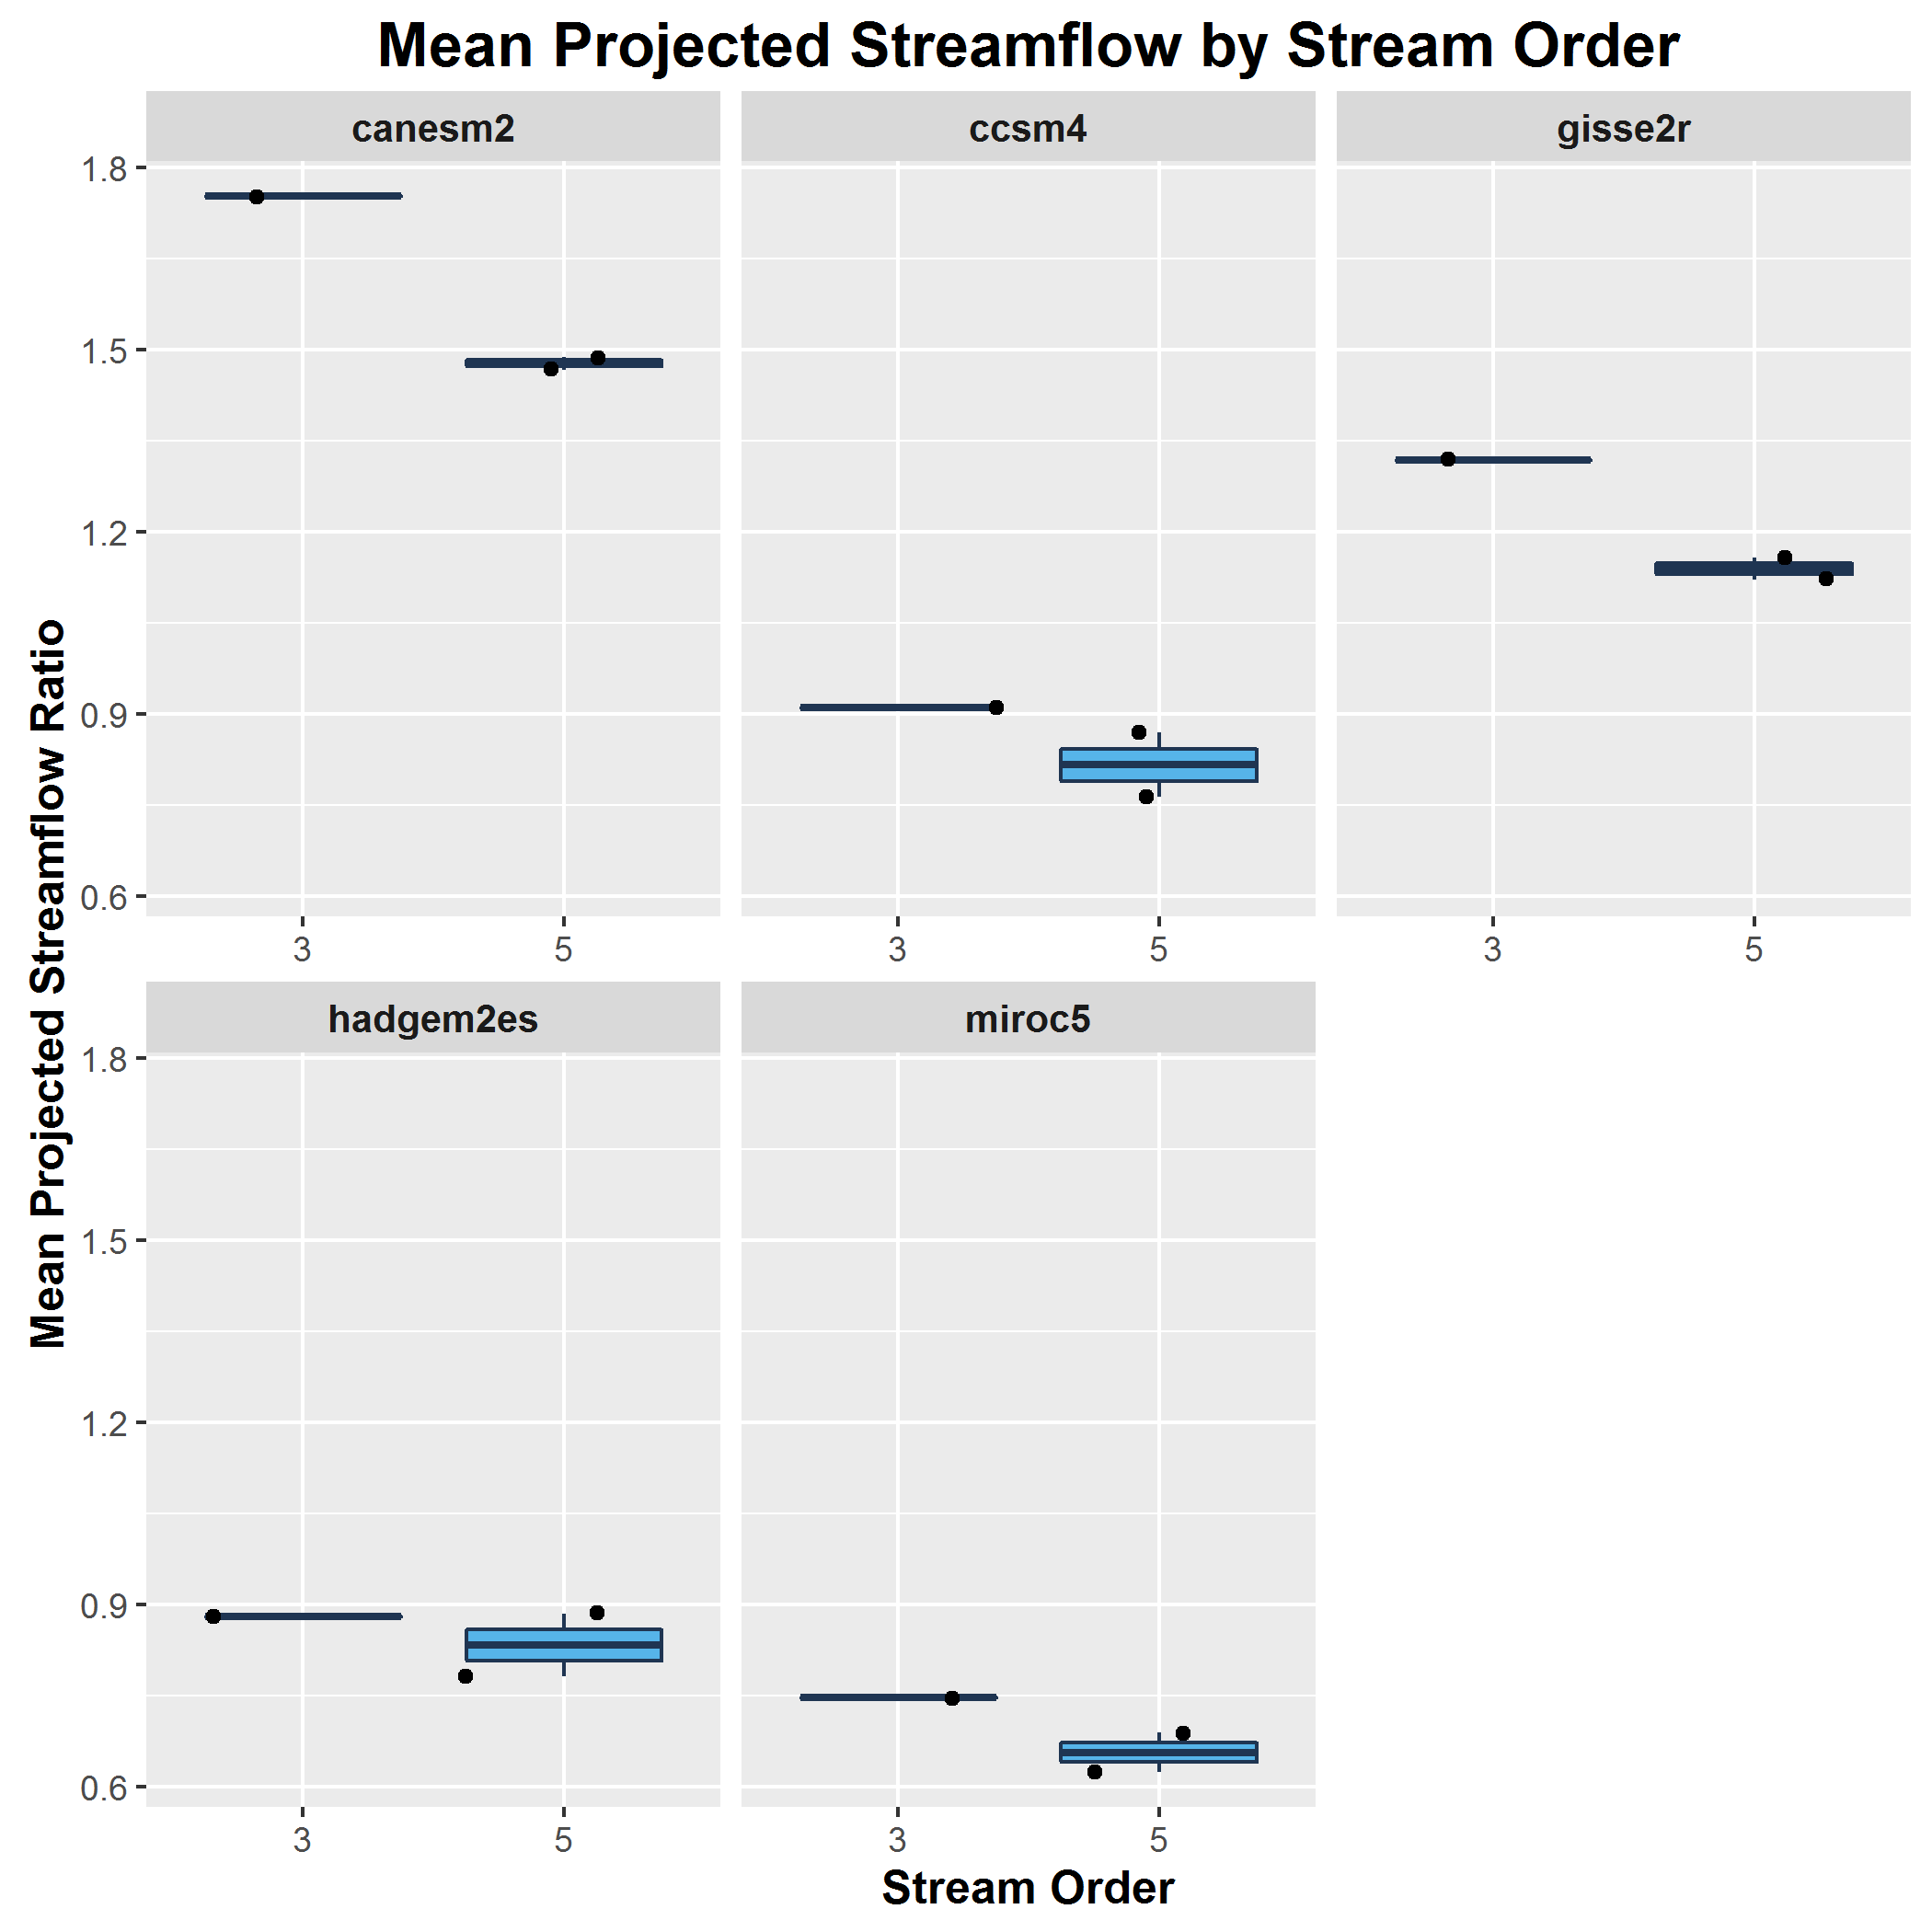 Mean Projected Streamflow by Stream Order
canesm2
ccsm4
gisse2r
1.8
1.5
1.2
0.9
0.6
3
5
3
5
3
5
Mean Projected Streamflow Ratio
hadgem2es
miroc5
1.8
1.5
1.2
0.9
0.6
3
5
3
5
Stream Order